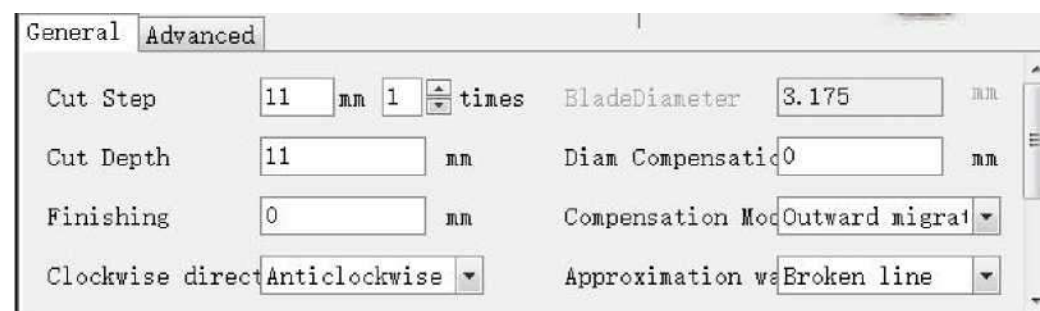 General Advanced
Cut Step 11 mm 1 times BladeDiameter 3.175 mm
Cut Depth 11 mm Diam Compensatic 0 mm
Finishing 0 mm Compensation Moc Outward migrat
Clockwise direct Anticlockwise Approximation wa Broken line